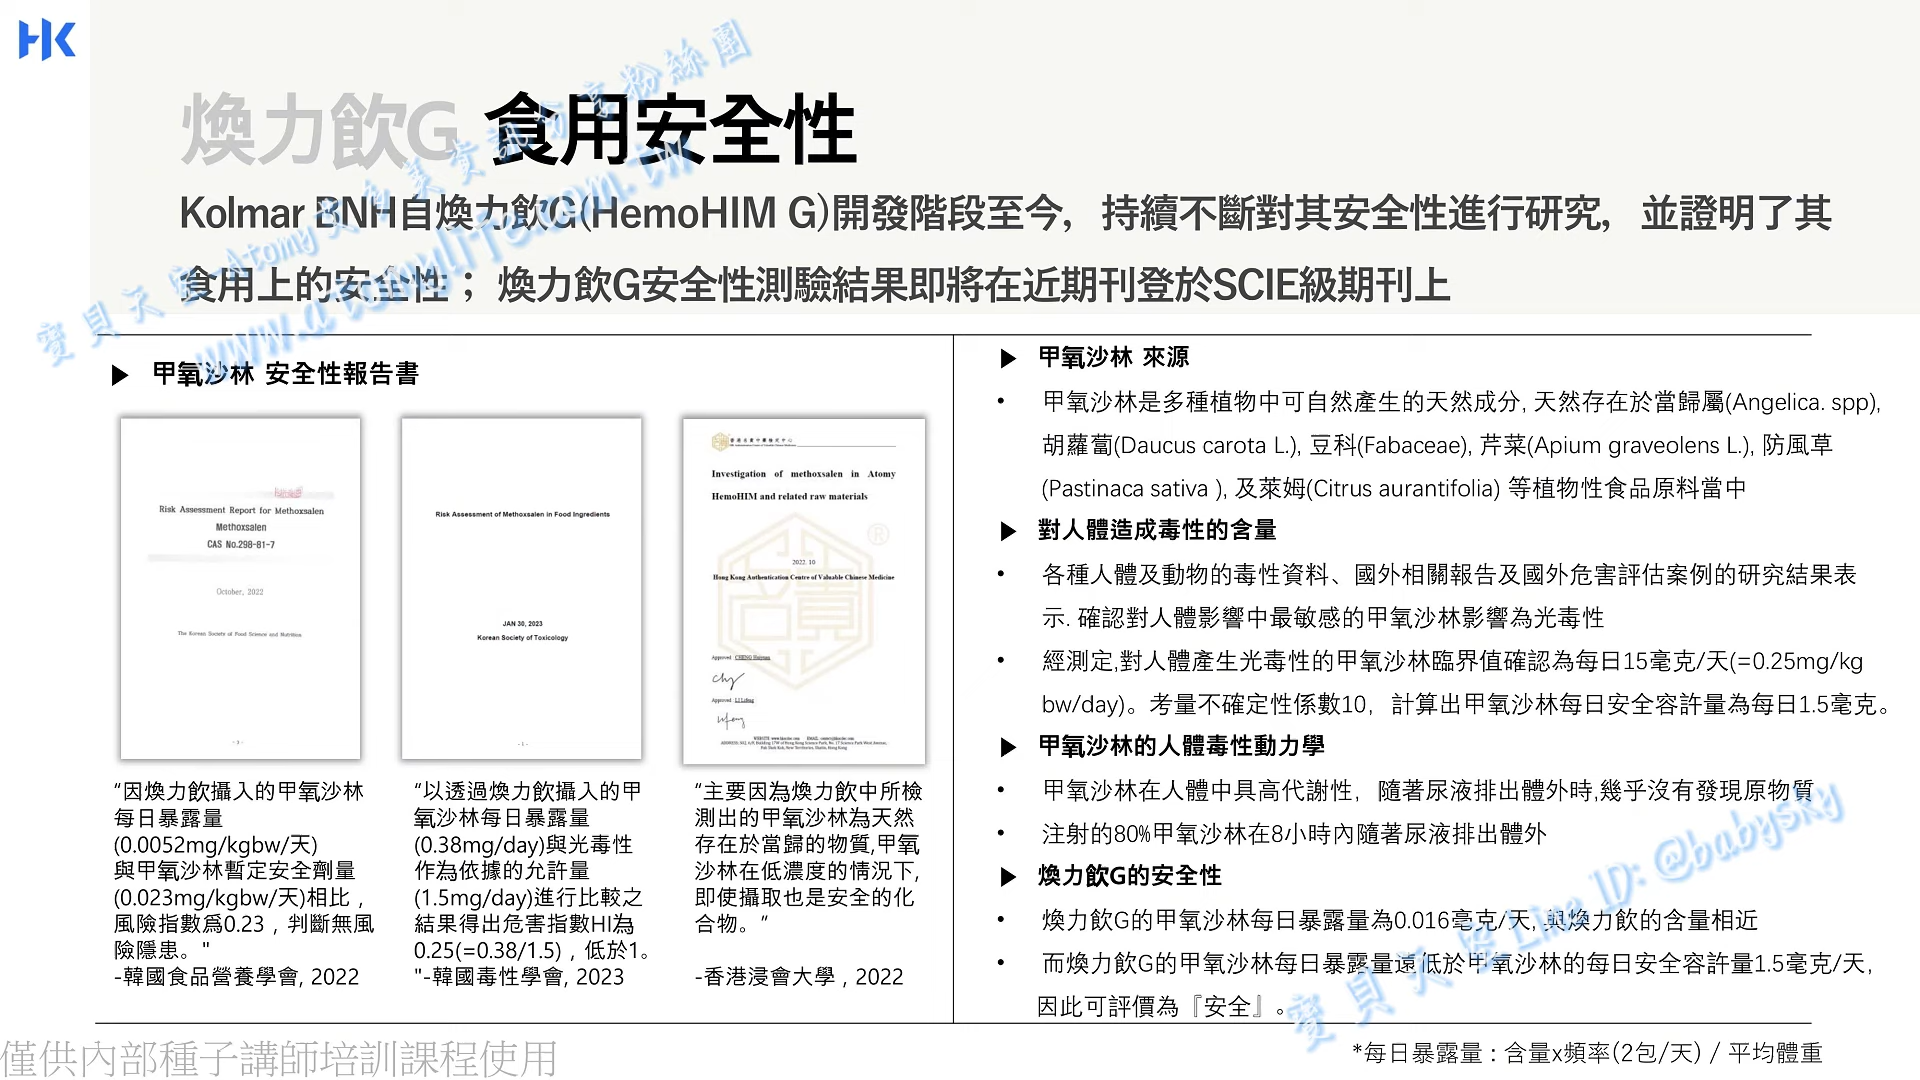 HK
煥力飲G 食用安全性
Kolmar BNH自煥力飲G(HemoHIM G)開發階段至今，持續不斷對其安全性進行研究，並證明了其
食用上的安全性； 煥力飲G安全性測驗結果即將在近期刊登於SCIE級期刊上
▶ 甲氧沙林 安全性報告書
Risk Assessment Report for Methoxsalen
Methoxsalen
CAS No.298-81-7
October, 2022
The Korean Society of Food Science and Nutrition
- 3 -
Risk Assessment of Methoxsalen in Food Ingredients
JAN 30, 2023
Korean Society of Toxicology
- 1 -
Investigation of methoxsalen in Atomy
HemoHIM and related raw materials
®
2022. 10
Hong Kong Authentication Centre of Valuable Chinese Medicine
Approved : CHENG Haiyuan
Approved : LI Lifeng
“因煥力飲攝入的甲氧沙林
每日暴露量
(0.0052mg/kgbw/天)
與甲氧沙林暫定安全劑量
(0.023mg/kgbw/天)相比，
風險指數爲0.23，判斷無風
險隱患。"
-韓國食品營養學會, 2022
“以透過煥力飲攝入的甲
氧沙林每日暴露量
(0.38mg/day)與光毒性
作為依據的允許量
(1.5mg/day)進行比較之
結果得出危害指數HI為
0.25(=0.38/1.5)，低於1。
"-韓國毒性學會, 2023
“主要因為煥力飲中所檢
測出的甲氧沙林為天然
存在於當歸的物質,甲氧
沙林在低濃度的情況下,
即使攝取也是安全的化
合物。”
-香港浸會大學，2022
▶ 甲氧沙林 來源
• 甲氧沙林是多種植物中可自然產生的天然成分, 天然存在於當歸屬(Angelica. spp),
胡蘿蔔(Daucus carota L.), 豆科(Fabaceae), 芹菜(Apium graveolens L.), 防風草
(Pastinaca sativa ), 及萊姆(Citrus aurantifolia) 等植物性食品原料當中
▶ 對人體造成毒性的含量
• 各種人體及動物的毒性資料、國外相關報告及國外危害評估案例的研究結果表
示. 確認對人體影響中最敏感的甲氧沙林影響為光毒性
• 經測定,對人體產生光毒性的甲氧沙林臨界值確認為每日15毫克/天(=0.25mg/kg
bw/day)。考量不確定性係數10，計算出甲氧沙林每日安全容許量為每日1.5毫克。
▶ 甲氧沙林的人體毒性動力學
• 甲氧沙林在人體中具高代謝性，隨著尿液排出體外時,幾乎沒有發現原物質
• 注射的80%甲氧沙林在8小時內隨著尿液排出體外
▶ 煥力飲G的安全性
• 煥力飲G的甲氧沙林每日暴露量為0.016毫克/天, 與煥力飲的含量相近
• 而煥力飲G的甲氧沙林每日暴露量遠低於甲氧沙林的每日安全容許量1.5毫克/天,
因此可評價為『安全』。
*每日暴露量 : 含量x頻率(2包/天) / 平均體重
僅供內部種子講師培訓課程使用
寶貝天空 Line ID: @babysky